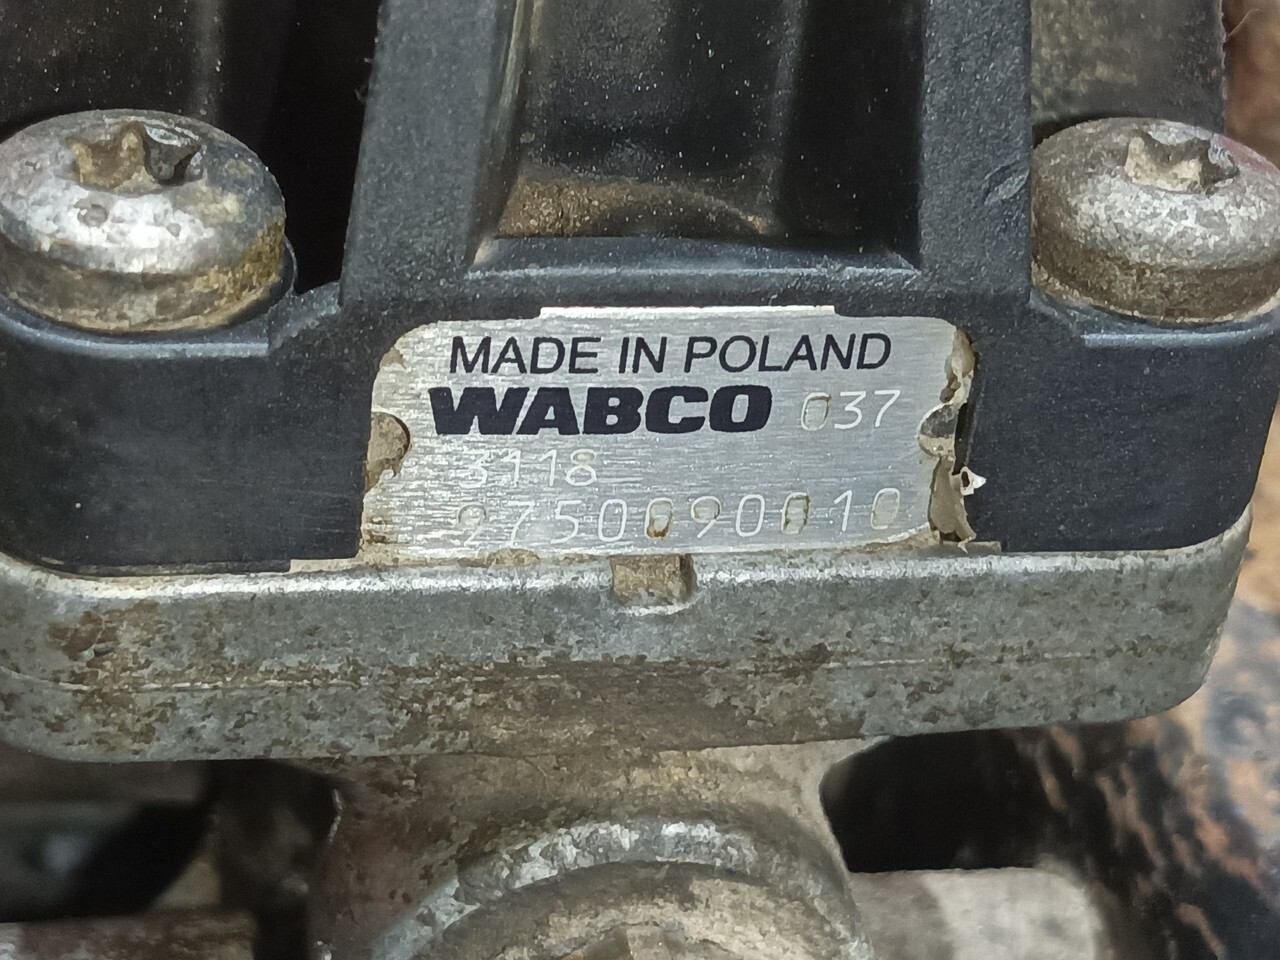 MADE IN POLAND
WABCO 037
3118
2750090010